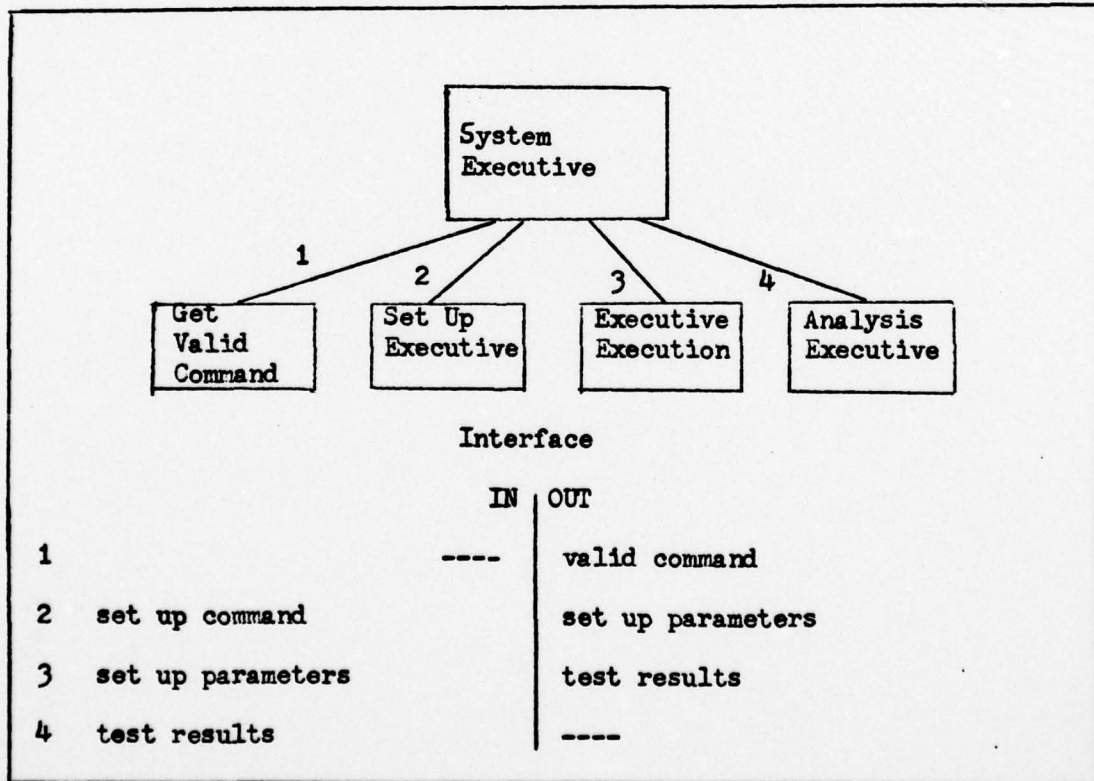 System
Executive
1
2
3
4
Get
Valid
Command
Set Up
Executive
Executive
Execution
Analysis
Executive
Interface
IN OUT
1 ---- valid command
2 set up command set up parameters
3 set up parameters test results
4 test results ----